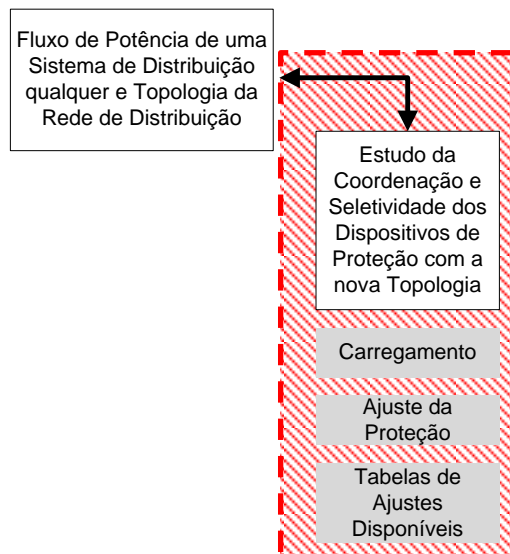 Fluxo de Potência de uma
Sistema de Distribuição
qualquer e Topologia da
Rede de Distribuição
Estudo da
Coordenação e
Seletividade dos
Dispositivos de
Proteção com a
nova Topologia
Carregamento
Ajuste da
Proteção
Tabelas de
Ajustes
Disponíveis